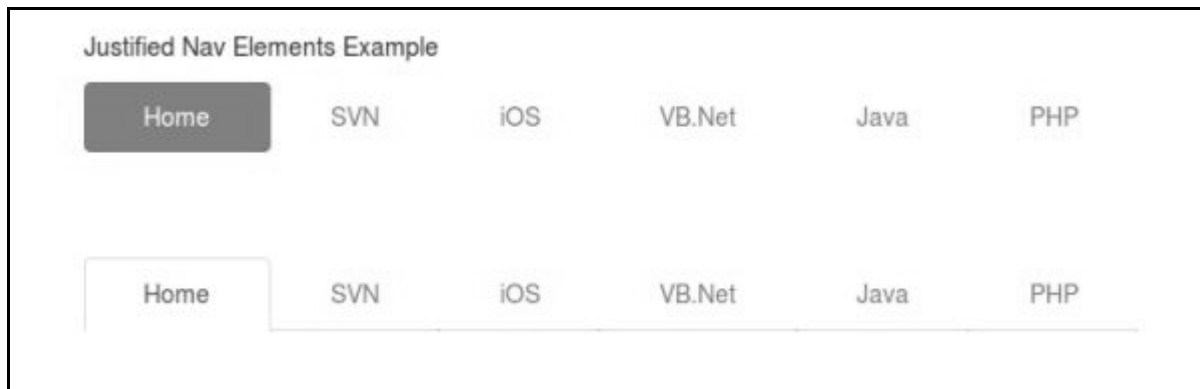 Justified Nav Elements Example
Home SVN iOS VB.Net Java PHP
Home SVN iOS VB.Net Java PHP